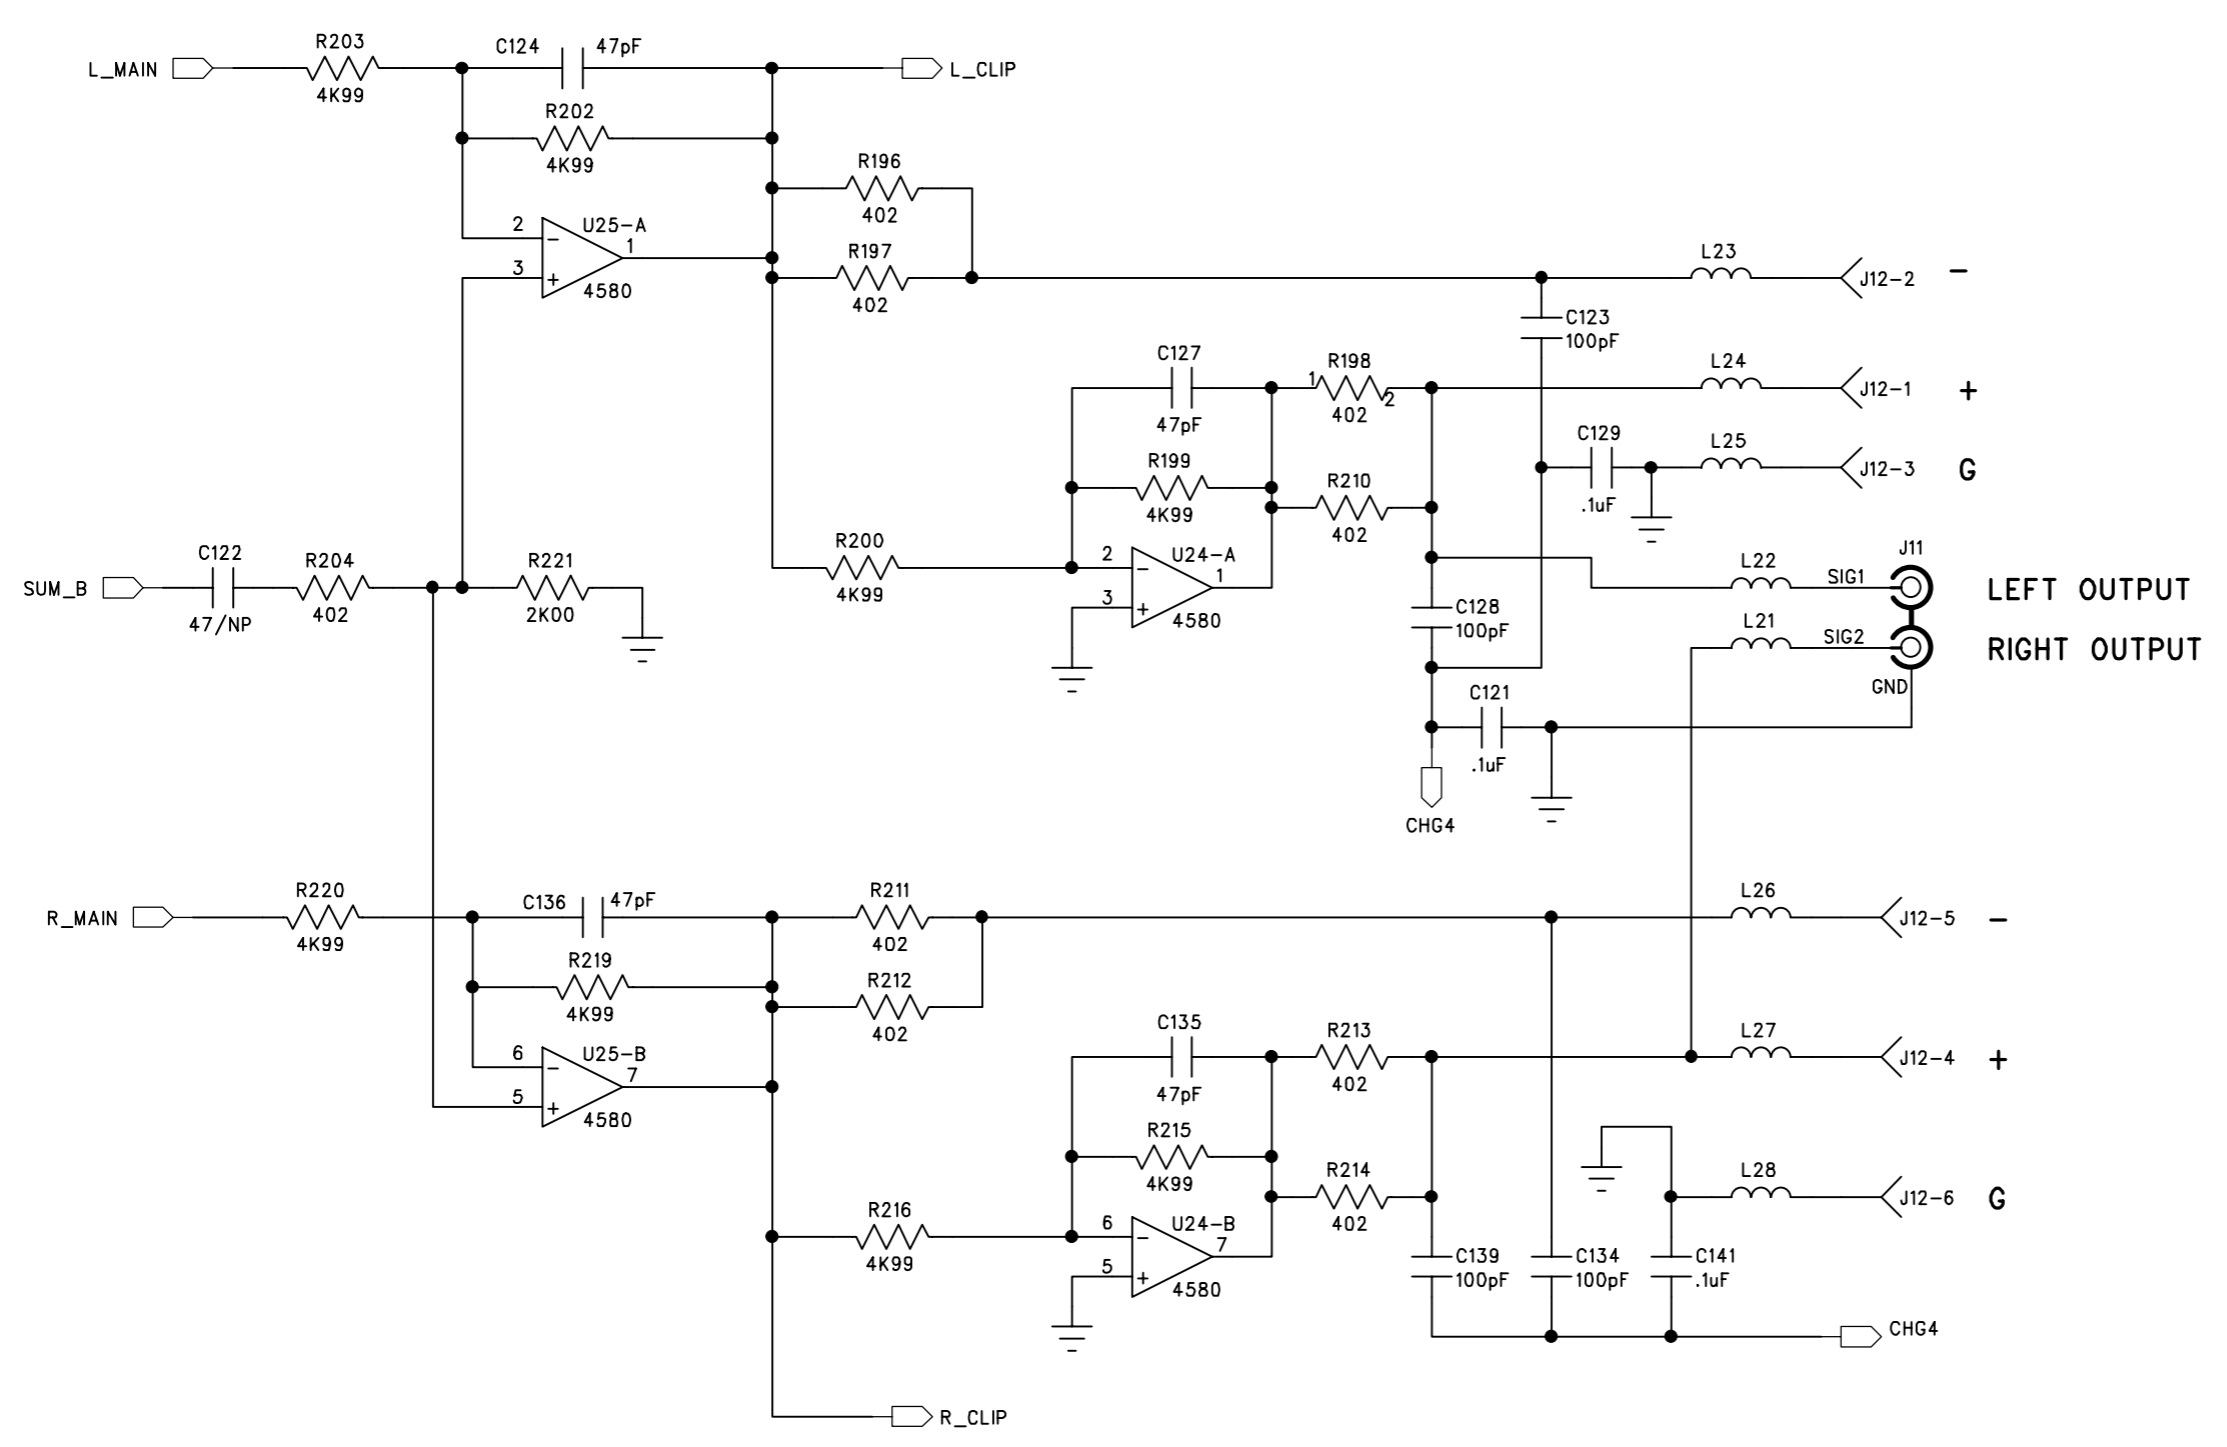 R203
C124
47pF
L_MAIN
L_CLIP
4K99
R202
4K99
R196
402
2
U25-A
1
-
R197
L23
3
+
4580
402
J12-2 -
C123
100pF
C127
R198
L24
1
2
J12-1 +
47pF
402
C129
L25
R199
J12-3 G
R210
.1uF
4K99
402
C122
R204
R221
R200
2
U24-A
1
-
L22
SIG1
J11
SUM_B
LEFT OUTPUT
47/NP
402
2K00
4K99
3
+
4580
C128
100pF
L21
SIG2
RIGHT OUTPUT
C121
GND
.1uF
CHG4
R220
C136
47pF
R211
L26
R_MAIN
J12-5 -
4K99
402
R219
R212
4K99
402
C135
R213
L27
6
U25-B
7
-
J12-4 +
5
+
4580
47pF
402
R215
R214
L28
4K99
402
J12-6 G
R216
6
U24-B
7
-
4K99
5
+
4580
C139
100pF
C134
100pF
C141
.1uF
CHG4
R_CLIP